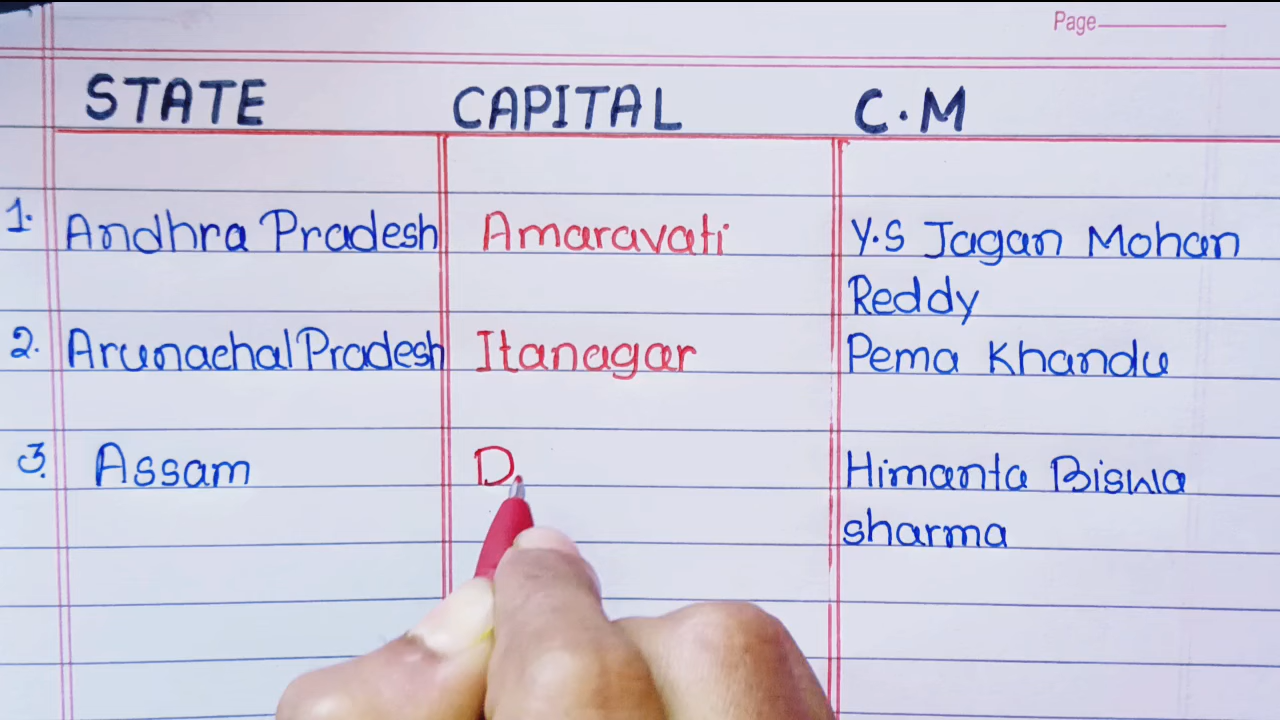 Page
STATE CAPITAL C.M
1. Andhra Pradesh Amaravati Y.S Jagan Mohan
Reddy
2. Arunachal Pradesh Itanagar Pema Khandu
3. Assam D Himanta Biswa
sharma